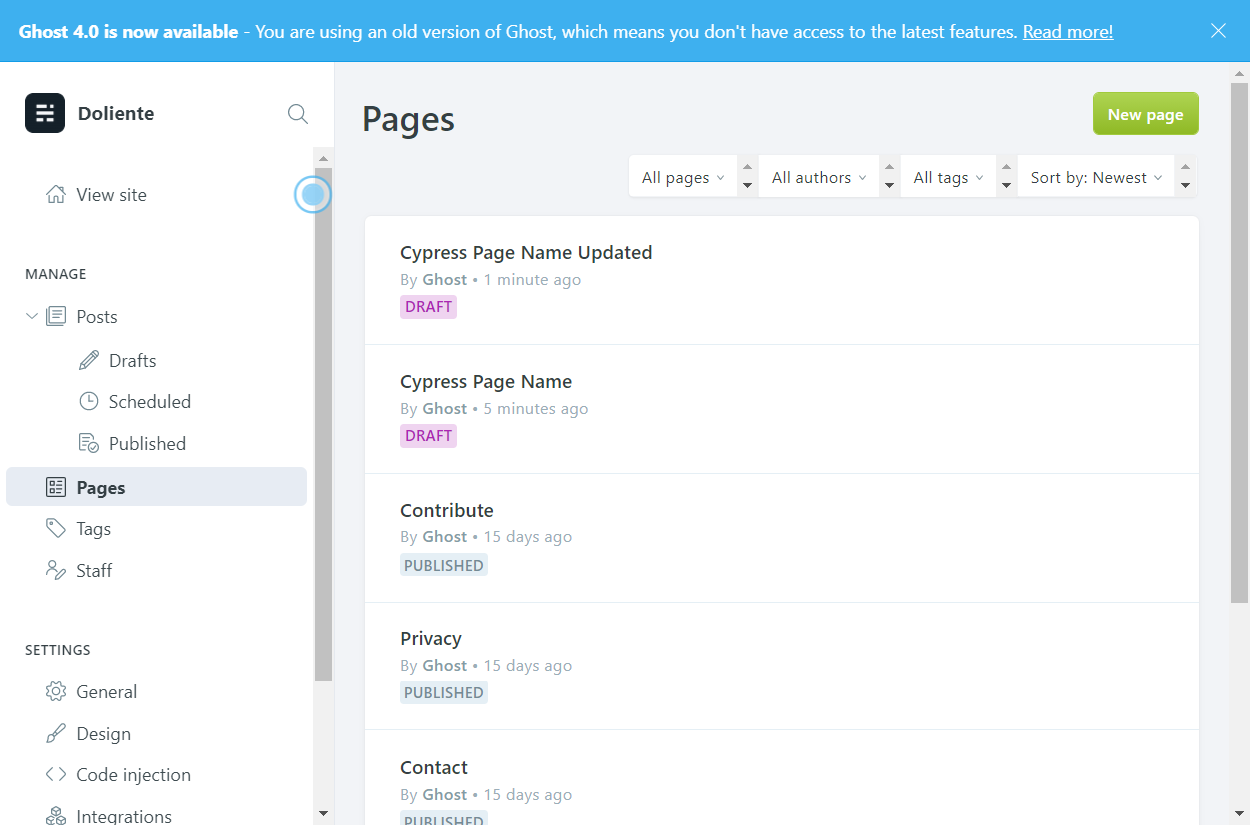 Ghost 4.0 is now available - You are using an old version of Ghost, which means you don't have access to the latest features. Read more!
Doliente
View site
MANAGE
Posts
Drafts
Scheduled
Published
Pages
Tags
Staff
SETTINGS
General
Design
Code injection
Integrations
Pages
New page
All pages
All authors
All tags
Sort by: Newest
Cypress Page Name Updated
By Ghost • 1 minute ago
DRAFT
Cypress Page Name
By Ghost • 5 minutes ago
DRAFT
Contribute
By Ghost • 15 days ago
PUBLISHED
Privacy
By Ghost • 15 days ago
PUBLISHED
Contact
By Ghost • 15 days ago
PUBLISHED